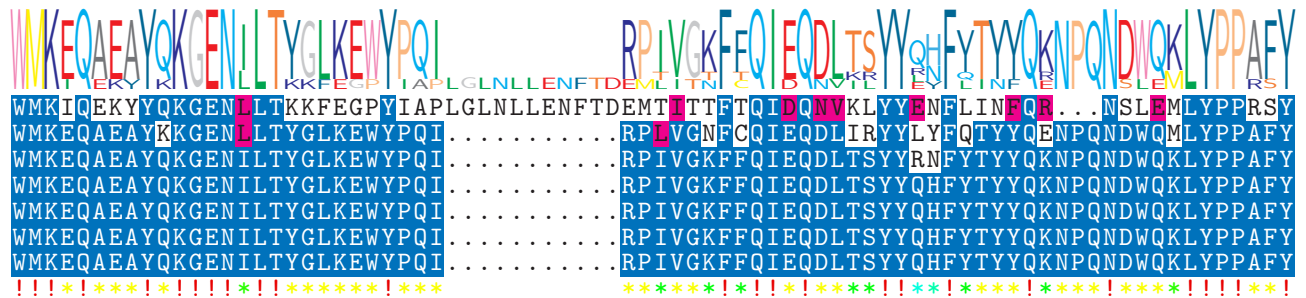 WMKEQAEAYQKGENILTYGLKEWYPQI RPIVGKFFQIEQDLTSYYQHFYTYYQKNPQNDWQKLYPPAFY
WMKIQEKYYQKGENLLTKKFEGPYIAPLGLNLLENFTDEMTITTFTQIDQNVKLYYENFLINFQR...NSLEMLYPPRSY
WMKEQAEAYKKGENLLTYGLKEWYPQI...........RPLVGNFCQIEQDLIRYYLYFQTYYQENPQNDWQMLYPPAFY
WMKEQAEAYQKGENILTYGLKEWYPQI...........RPIVGKFFQIEQDLTSYYRNFYTYYQKNPQNDWQKLYPPAFY
WMKEQAEAYQKGENILTYGLKEWYPQI...........RPIVGKFFQIEQDLTSYYQHFYTYYQKNPQNDWQKLYPPAFY
WMKEQAEAYQKGENILTYGLKEWYPQI...........RPIVGKFFQIEQDLTSYYQHFYTYYQKNPQNDWQKLYPPAFY
WMKEQAEAYQKGENILTYGLKEWYPQI...........RPIVGKFFQIEQDLTSYYQHFYTYYQKNPQNDWQKLYPPAFY
WMKEQAEAYQKGENILTYGLKEWYPQI...........RPIVGKFFQIEQDLTSYYQHFYTYYQKNPQNDWQKLYPPAFY
!!!*!***!*!!!!*!!******!*** ******!*!!*!****!!**!****!****!****!!!!**!